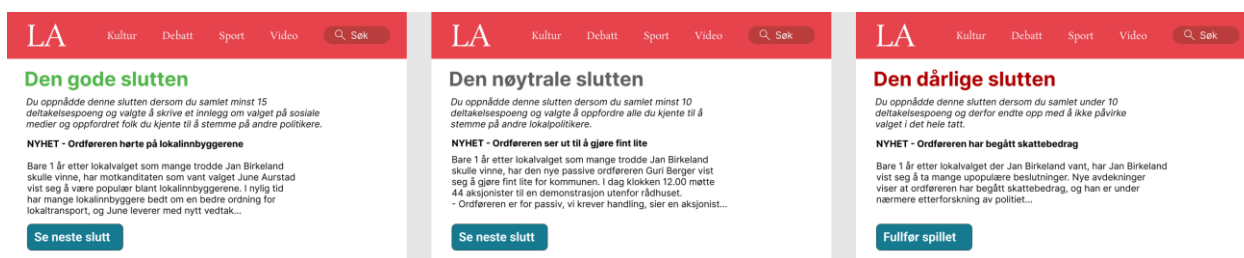 LA
Kultur Debatt Sport Video Søk
Den gode slutten
Du oppnådde denne slutten dersom du samlet minst 15
deltakelsespoeng og valgte å skrive et innlegg om valget på sosiale
medier og oppfordret folk du kjente til å stemme på andre politikere.
NYHET - Ordføreren hørte på lokalinnbyggerene
Bare 1 år etter lokalvalget som mange trodde Jan Birkeland
skulle vinne, har motkanditaten som vant valget June Aurstad
vist seg å være populær blant lokalinnbyggerene. I nylig tid
har mange lokalinnbyggere bedt om en bedre ordning for
lokaltransport, og June leverer med nytt vedtak...
Se neste slutt
LA
Kultur Debatt Sport Video Søk
Den nøytrale slutten
Du oppnådde denne slutten dersom du samlet minst 10
deltakelsespoeng og valgte å oppfordre alle du kjente til å
stemme på andre lokalpolitikere.
NYHET - Ordføreren ser ut til å gjøre fint lite
Bare 1 år etter lokalvalget som mange trodde Jan Birkeland
skulle vinne, har den nye passive ordføreren Guri Berger vist
seg å gjøre fint lite for kommunen. I dag klokken 12.00 møtte
44 aksjonister til en demonstrasjon utenfor rådhuset.
- Ordføreren er for passiv, vi krever handling, sier en aksjonist...
Se neste slutt
LA
Kultur Debatt Sport Video Søk
Den dårlige slutten
Du oppnådde denne slutten dersom du samlet under 10
deltakelsespoeng og derfor endte opp med å ikke påvirke
valget i det hele tatt.
NYHET - Ordføreren har begått skattebedrag
Bare 1 år etter lokalvalget der Jan Birkeland vant, har Jan Birkeland
vist seg å ta mange upopulære beslutninger. Nye avdekninger
viser at ordføreren har begått skattebedrag, og han er under
nærmere etterforskning av politiet...
Fullfør spillet